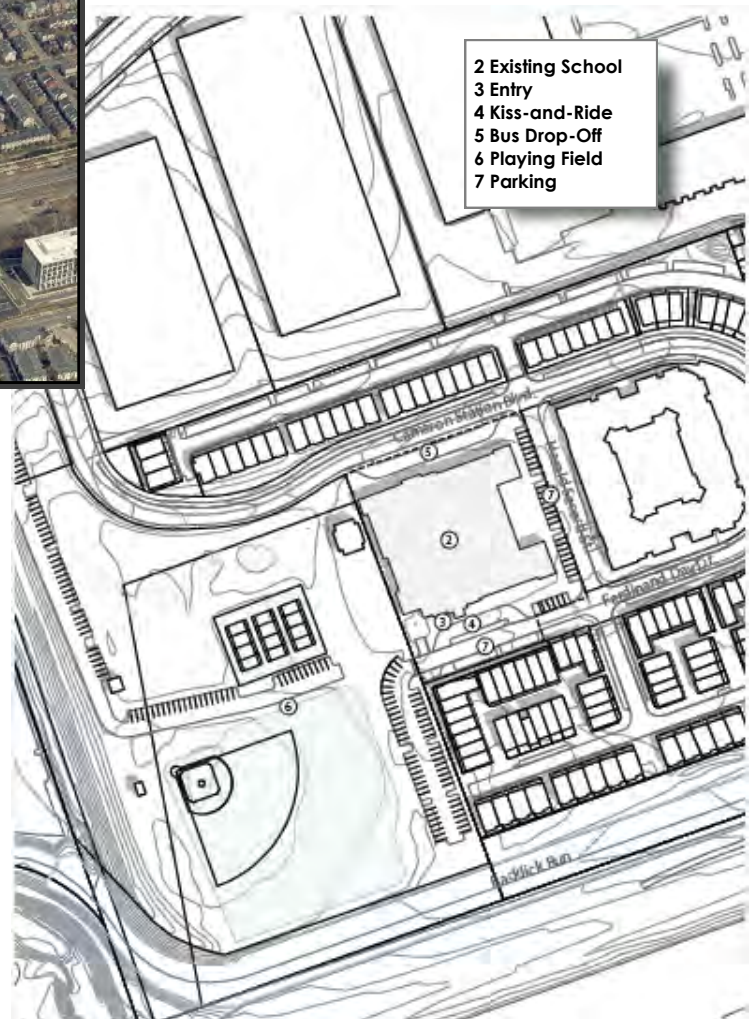 2 Existing School
3 Entry
4 Kiss-and-Ride
5 Bus Drop-Off
6 Playing Field
7 Parking
Cameron Station Blvd.
5
7
2
Ferdinand Day Dr
3
4
7
6
Backlick Run